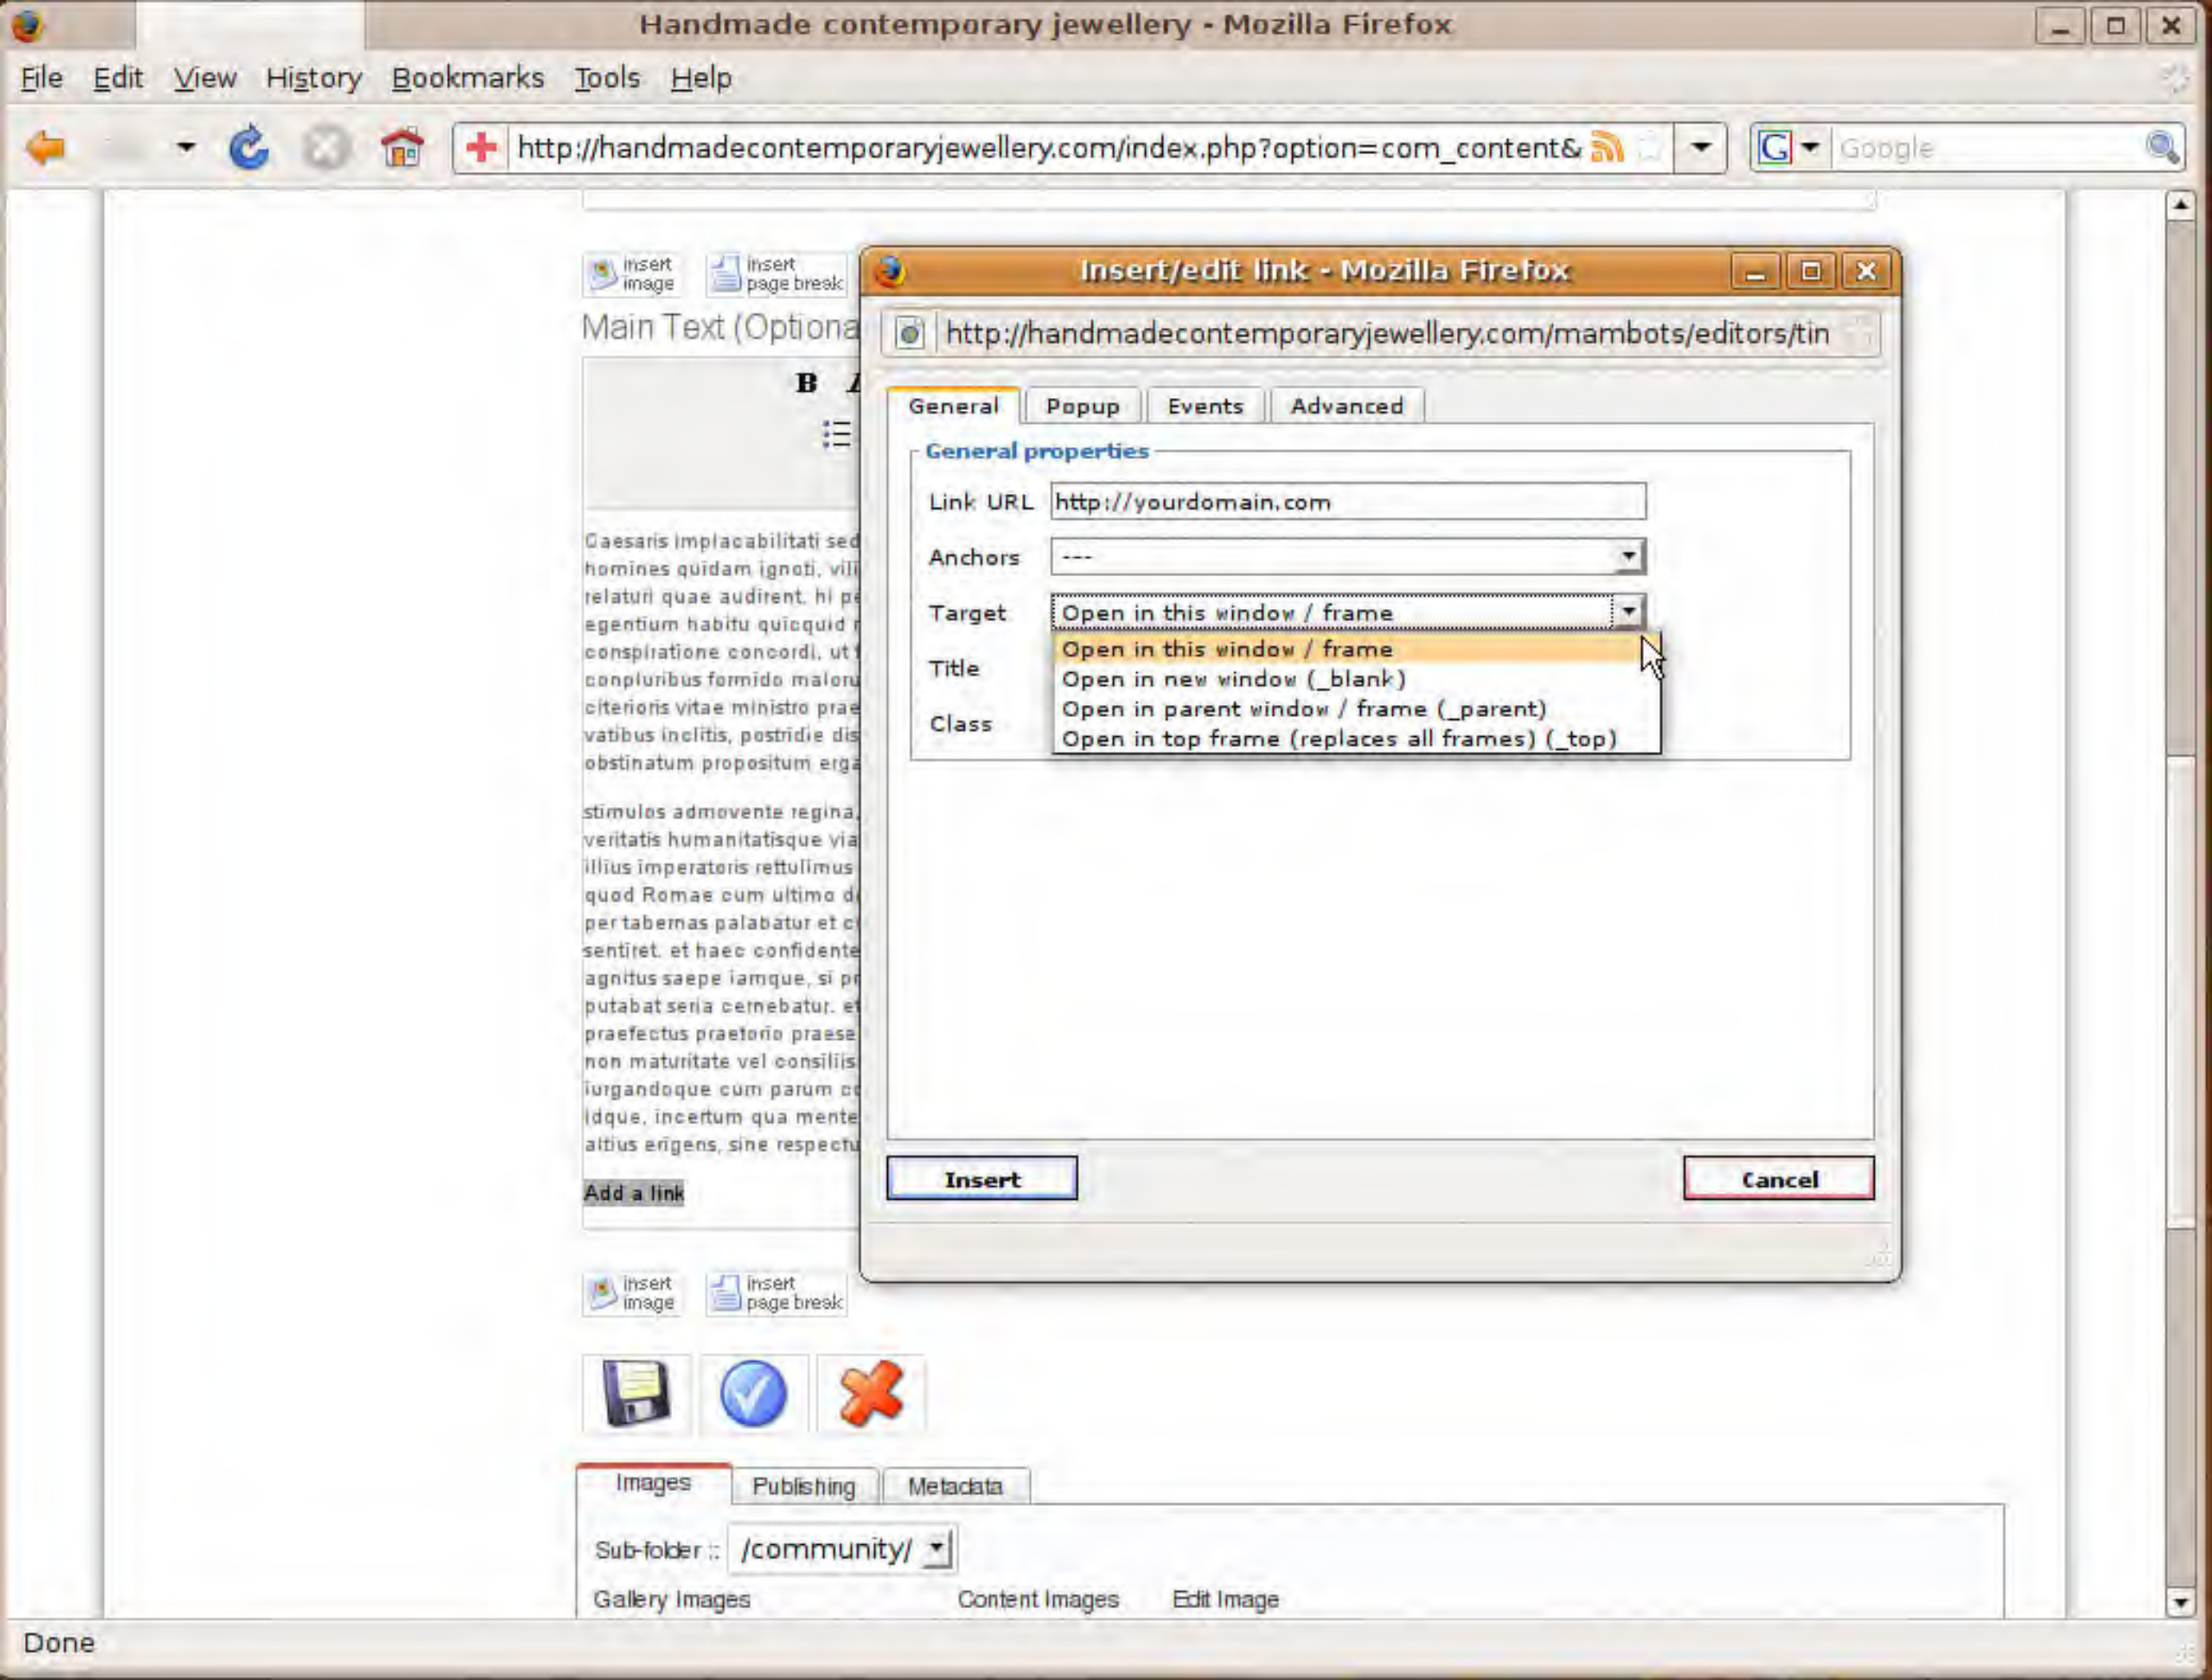 Handmade contemporary jewellery - Mozilla Firefox
File Edit View History Bookmarks Tools Help
http://handmadecontemporaryjewellery.com/index.php?option=com_content&
G Google
insert image
insert page break
Main Text (Optiona
B
Caesaris implacabilitati sed
homines quidam ignoti, vili
relaturi quae audirent. hi pe
egentium habitu quicquid
conspiratione concordi, ut
conpluribus formido maloru
citerioris vitae ministro prae
vatibus inclitis, postridie dis
obstinatum propositum erga
stimulos admovente regina,
veritatis humanitatisque via
illius imperatoris rettulimus
quod Romae cum ultimo d
per tabernas palabatur et c
sentiret. et haec confidente
agnitus saepe iamque, si pr
putabat seria cernebatur. et
praefectus praetorio praese
non maturitate vel consiliis
iurgandoque cum parum co
idque, incertum qua mente
altius erigens, sine respectu
Add a link
Insert/edit link - Mozilla Firefox
http://handmadecontemporaryjewellery.com/mambots/editors/tin
General Popup Events Advanced
General properties
Link URL http://yourdomain.com
Anchors ---
Target Open in this window / frame
Open in this window / frame
Open in new window (_blank)
Open in parent window / frame (_parent)
Open in top frame (replaces all frames) (_top)
Title
Class
Insert Cancel
insert image
insert page break
Images Publishing Metadata
Sub-folder :: /community/
Gallery Images Content Images Edit Image
Done